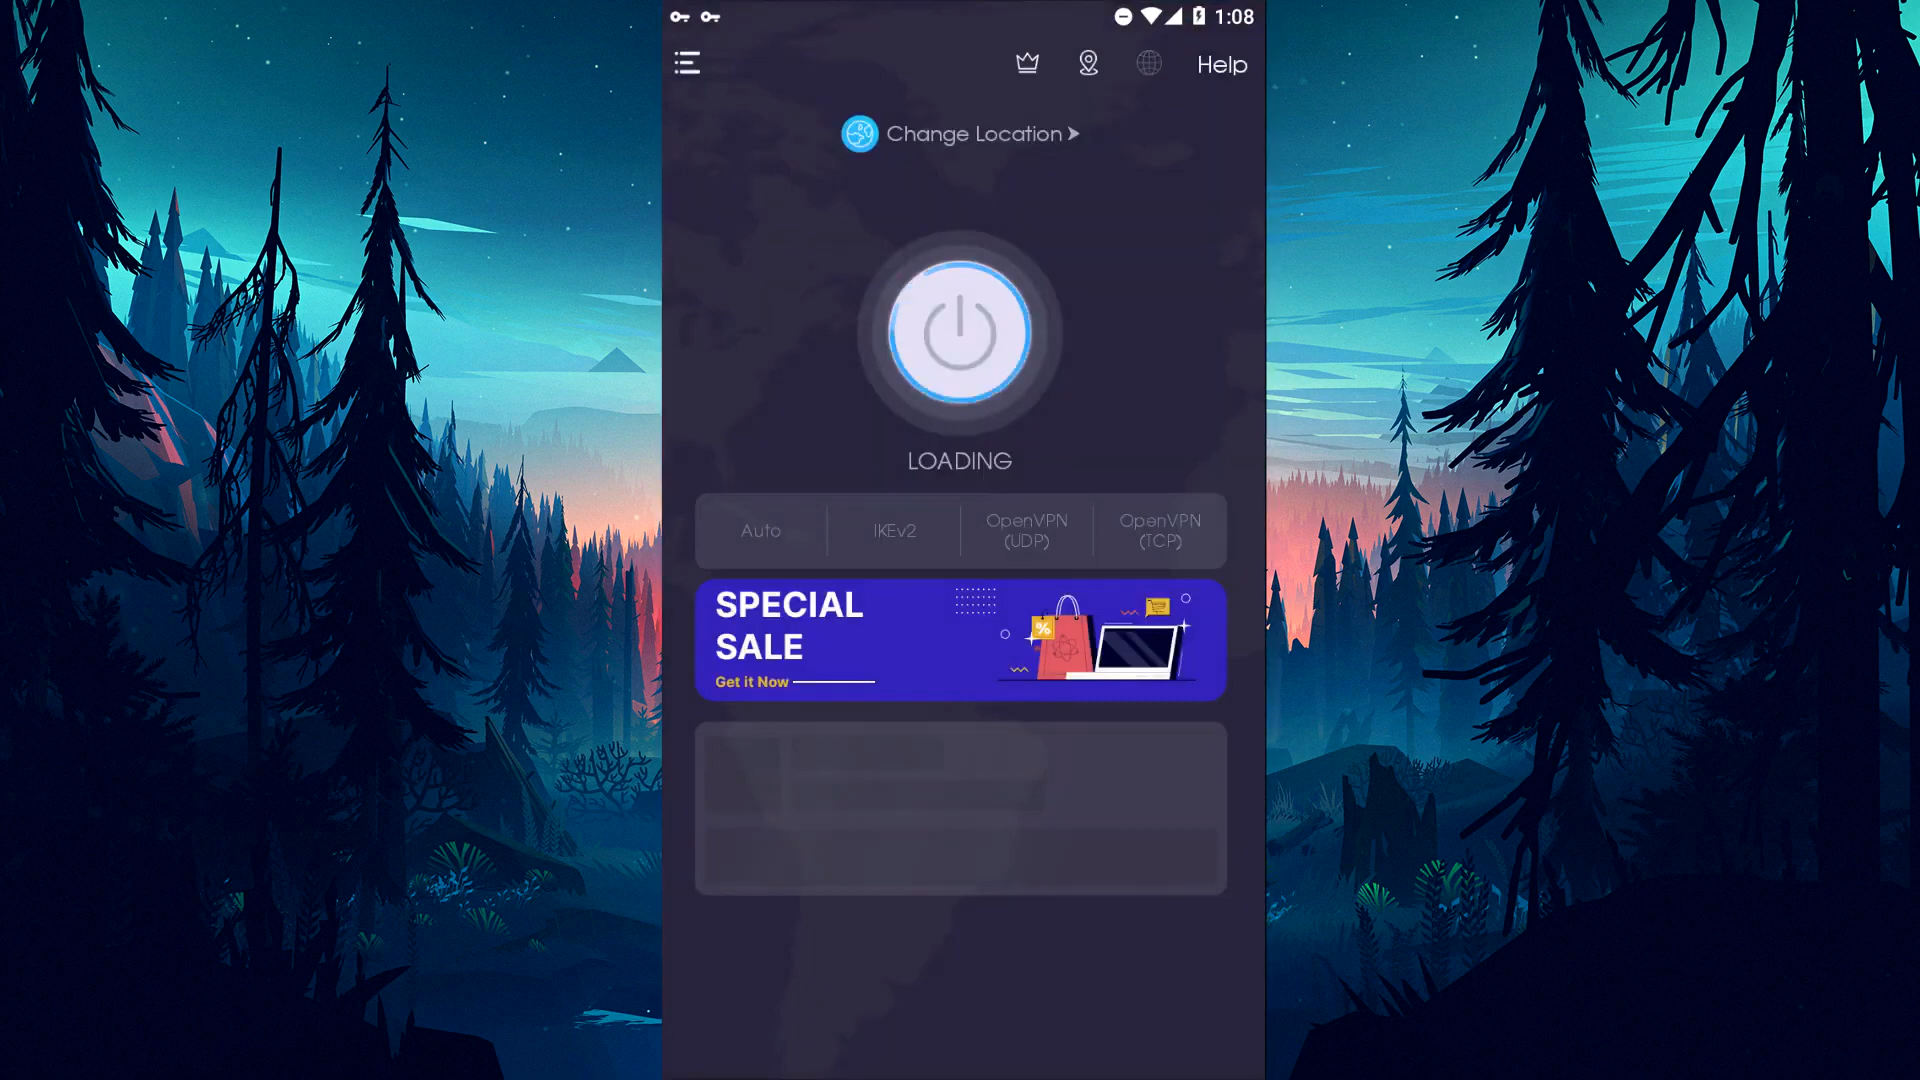 1:08
Help
Change Location
LOADING
Auto
IKEv2
OpenVPN
(UDP)
OpenVPN
(TCP)
SPECIAL
SALE
%
Get it Now